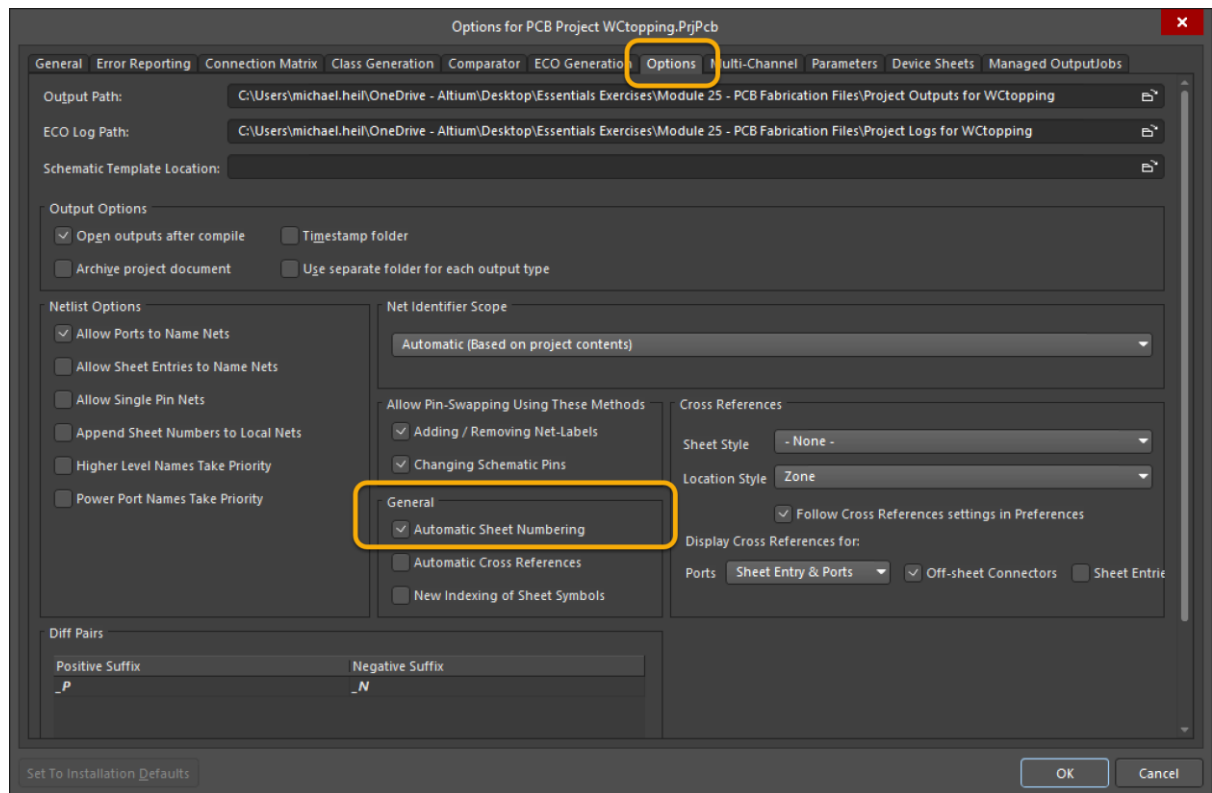 Options for PCB Project WCtopping.PrjPcb
General Error Reporting Connection Matrix Class Generation Comparator ECO Generation Options Multi-Channel Parameters Device Sheets Managed OutputJobs
Output Path: C:\Users\michael.heil\OneDrive - Altium\Desktop\Essentials Exercises\Module 25 - PCB Fabrication Files\Project Outputs for WCtopping
ECO Log Path: C:\Users\michael.heil\OneDrive - Altium\Desktop\Essentials Exercises\Module 25 - PCB Fabrication Files\Project Logs for WCtopping
Schematic Template Location:
Output Options
Open outputs after compile Timestamp folder
Archive project document Use separate folder for each output type
Netlist Options
Allow Ports to Name Nets
Allow Sheet Entries to Name Nets
Allow Single Pin Nets
Append Sheet Numbers to Local Nets
Higher Level Names Take Priority
Power Port Names Take Priority
Net Identifier Scope
Automatic (Based on project contents)
Allow Pin-Swapping Using These Methods
Adding / Removing Net-Labels
Changing Schematic Pins
General
Automatic Sheet Numbering
Automatic Cross References
New Indexing of Sheet Symbols
Cross References
Sheet Style - None -
Location Style Zone
Follow Cross References settings in Preferences
Display Cross References for:
Ports Sheet Entry & Ports Off-sheet Connectors Sheet Entrie
Diff Pairs
Positive Suffix Negative Suffix
_P _N
Set To Installation Defaults OK Cancel